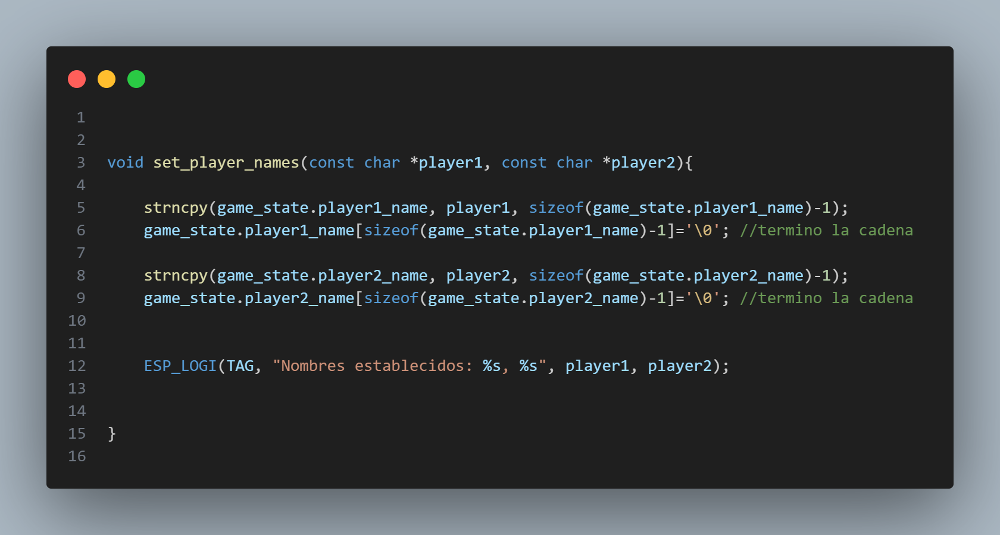 1
2
3 void set_player_names(const char *player1, const char *player2){
4
5     strncpy(game_state.player1_name, player1, sizeof(game_state.player1_name)-1);
6     game_state.player1_name[sizeof(game_state.player1_name)-1]='\0'; //termino la cadena
7
8     strncpy(game_state.player2_name, player2, sizeof(game_state.player2_name)-1);
9     game_state.player2_name[sizeof(game_state.player2_name)-1]='\0'; //termino la cadena
10
11
12     ESP_LOGI(TAG, "Nombres establecidos: %s, %s", player1, player2);
13
14
15 }
16